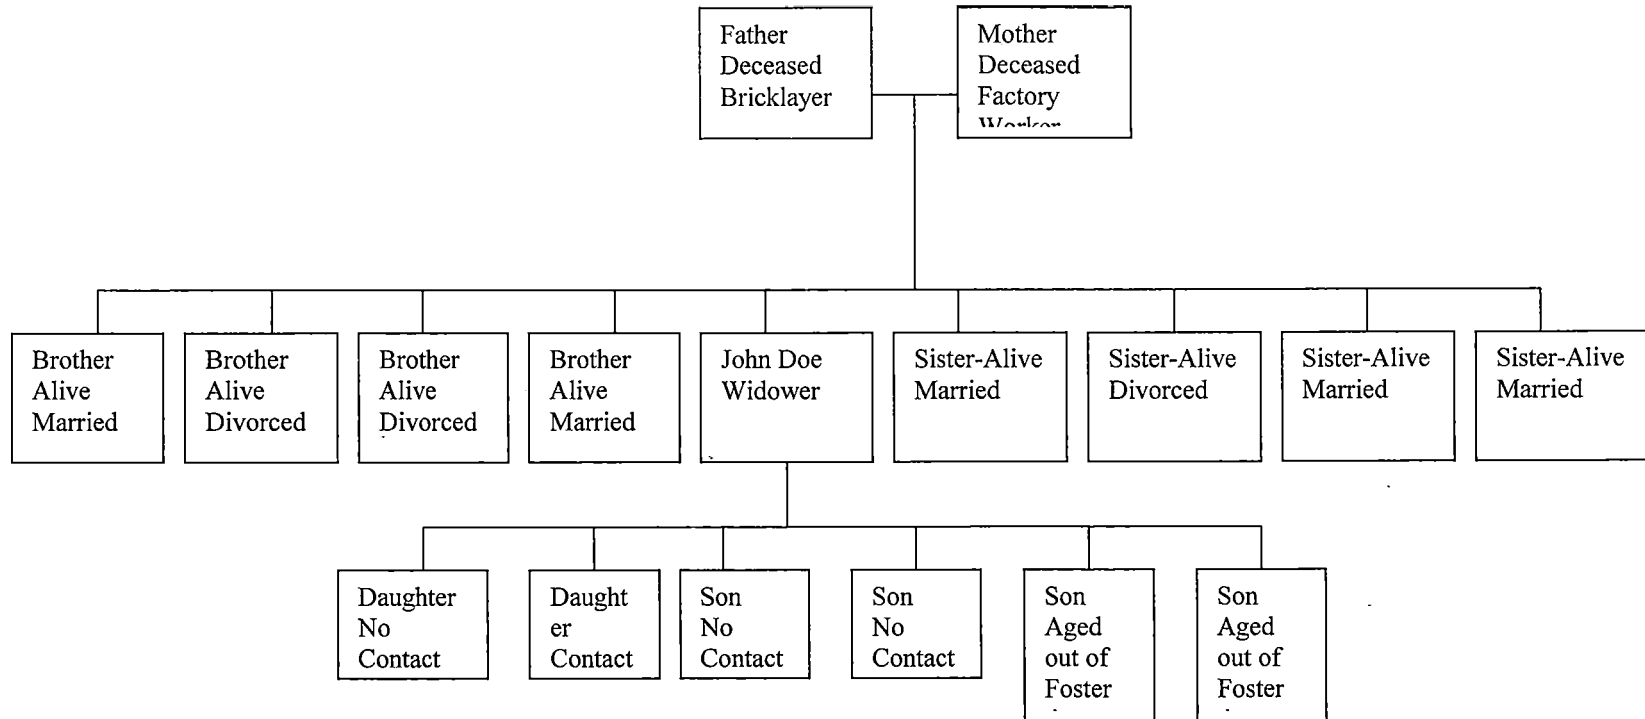 Father
Deceased
Bricklayer
Mother
Deceased
Factory
Worker
Brother
Alive
Married
Brother
Alive
Divorced
Brother
Alive
Divorced
Brother
Alive
Married
John Doe
Widower
Sister-Alive
Married
Sister-Alive
Divorced
Sister-Alive
Married
Sister-Alive
Married
Daughter
No
Contact
Daught
er
Contact
Son
No
Contact
Son
No
Contact
Son
Aged
out of
Foster
Son
Aged
out of
Foster